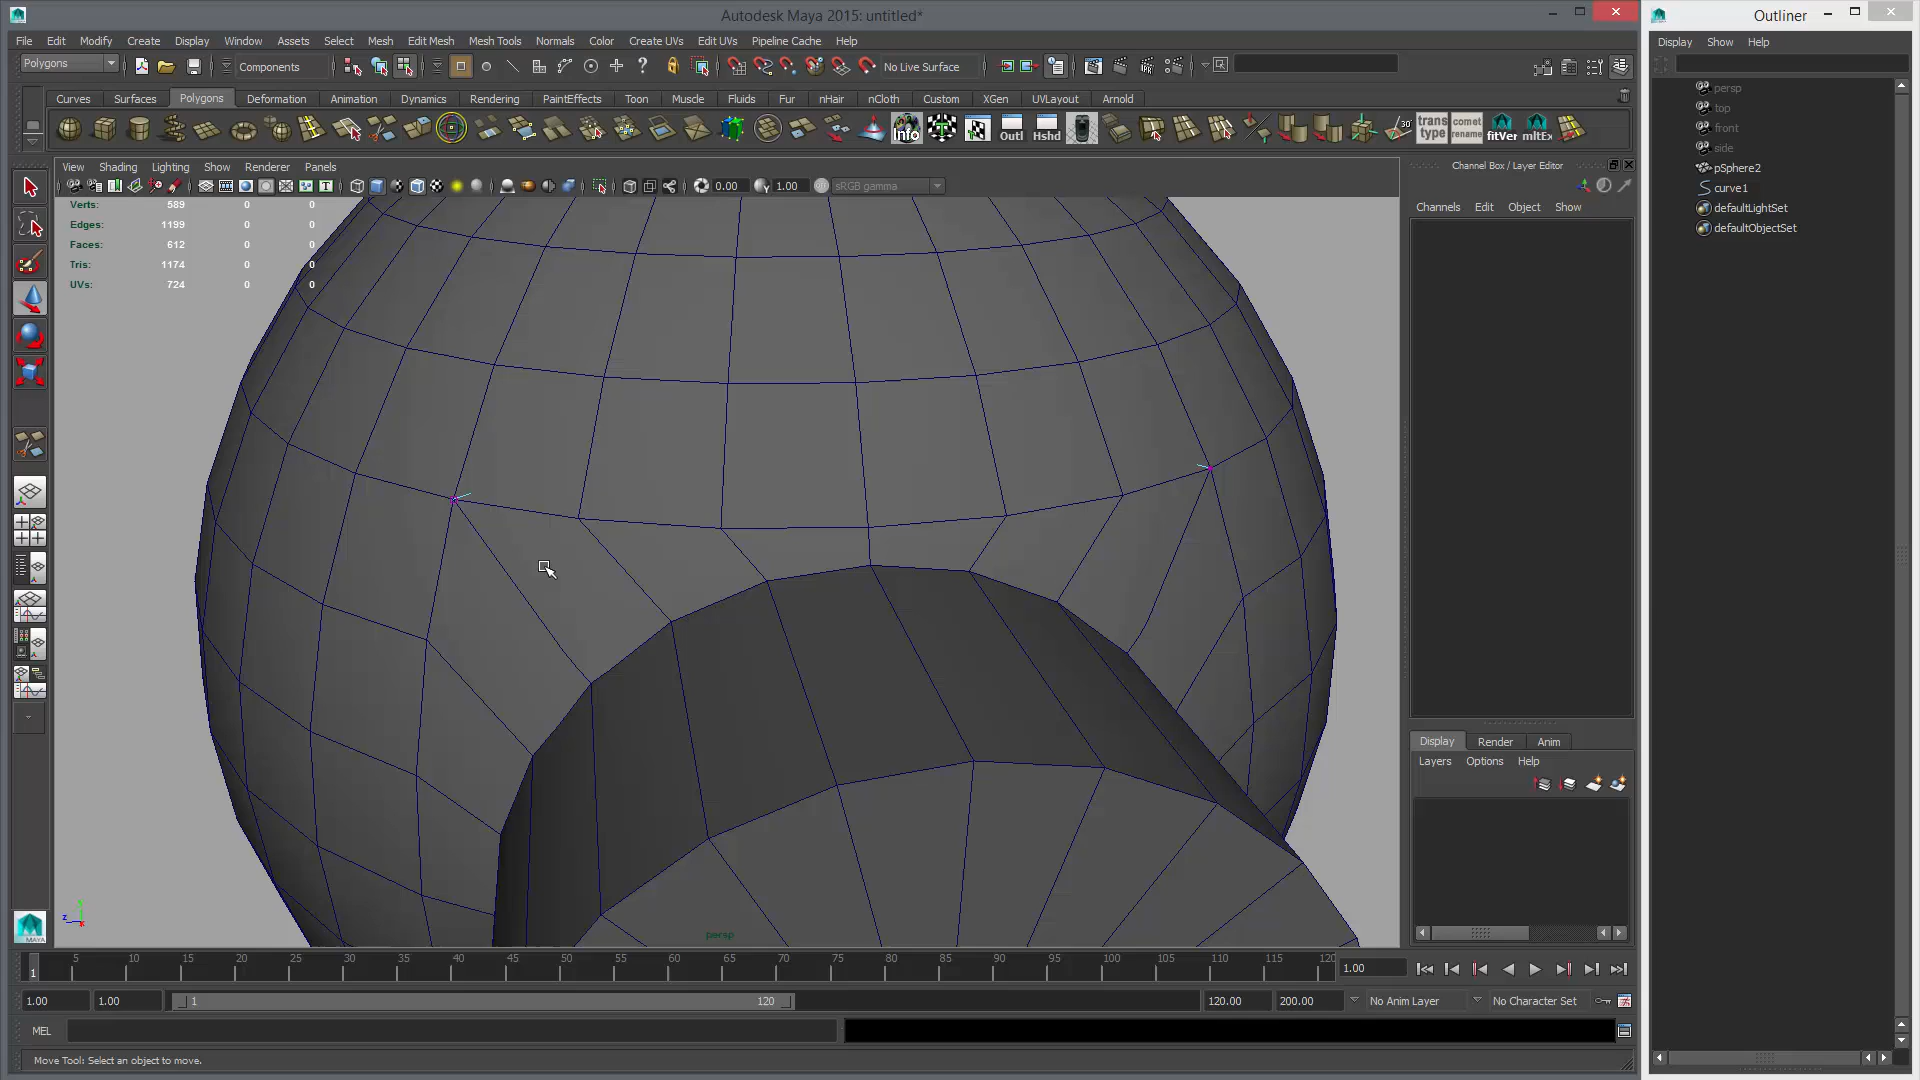 Autodesk Maya 2015: untitled*
Outliner
File Edit Modify Create Display Window Assets Select Mesh Edit Mesh Mesh Tools Normals Color Create UVs Edit UVs Pipeline Cache Help
Display Show Help
Polygons
Components
No Live Surface
Curves Surfaces Polygons Deformation Animation Dynamics Rendering PaintEffects Toon Muscle Fluids Fur nHair nCloth Custom XGen UVLayout Arnold
Info Outl Hshd 30 trans type comet rename fitVer mltEx
View Shading Lighting Show Renderer Panels
0.00 1.00 sRGB gamma
Channel Box / Layer Editor
Channels Edit Object Show
persp
top
front
side
pSphere2
curve1
defaultLightSet
defaultObjectSet
Verts: 589 0 0
Edges: 1199 0 0
Faces: 612 0 0
Tris: 1174 0 0
UVs: 724 0 0
Display Render Anim
Layers Options Help
z y x
persp
MAYA
1 5 10 15 20 25 30 35 40 45 50 55 60 65 70 75 80 85 90 95 100 105 110 115 120
1.00
1.00 1.00 1 120 120.00 200.00 No Anim Layer No Character Set
MEL
Move Tool: Select an object to move.